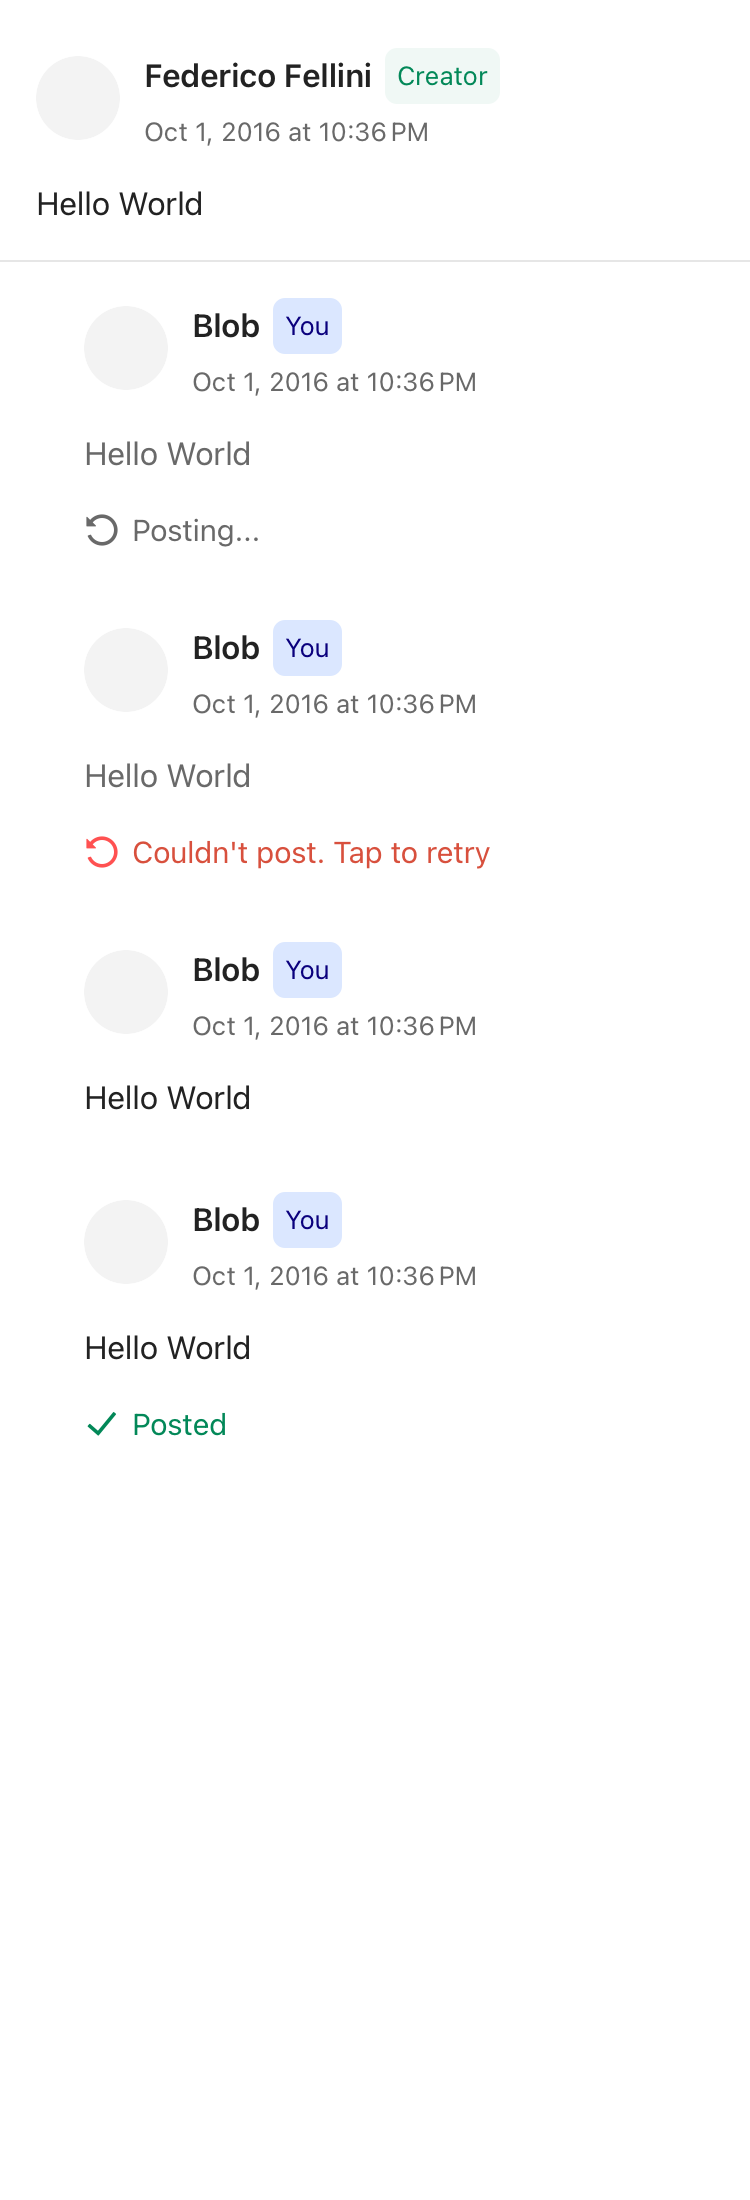 Federico Fellini Creator
Oct 1, 2016 at 10:36 PM
Hello World
Blob You
Oct 1, 2016 at 10:36 PM
Hello World
Posting...
Blob You
Oct 1, 2016 at 10:36 PM
Hello World
Couldn't post. Tap to retry
Blob You
Oct 1, 2016 at 10:36 PM
Hello World
Blob You
Oct 1, 2016 at 10:36 PM
Hello World
Posted